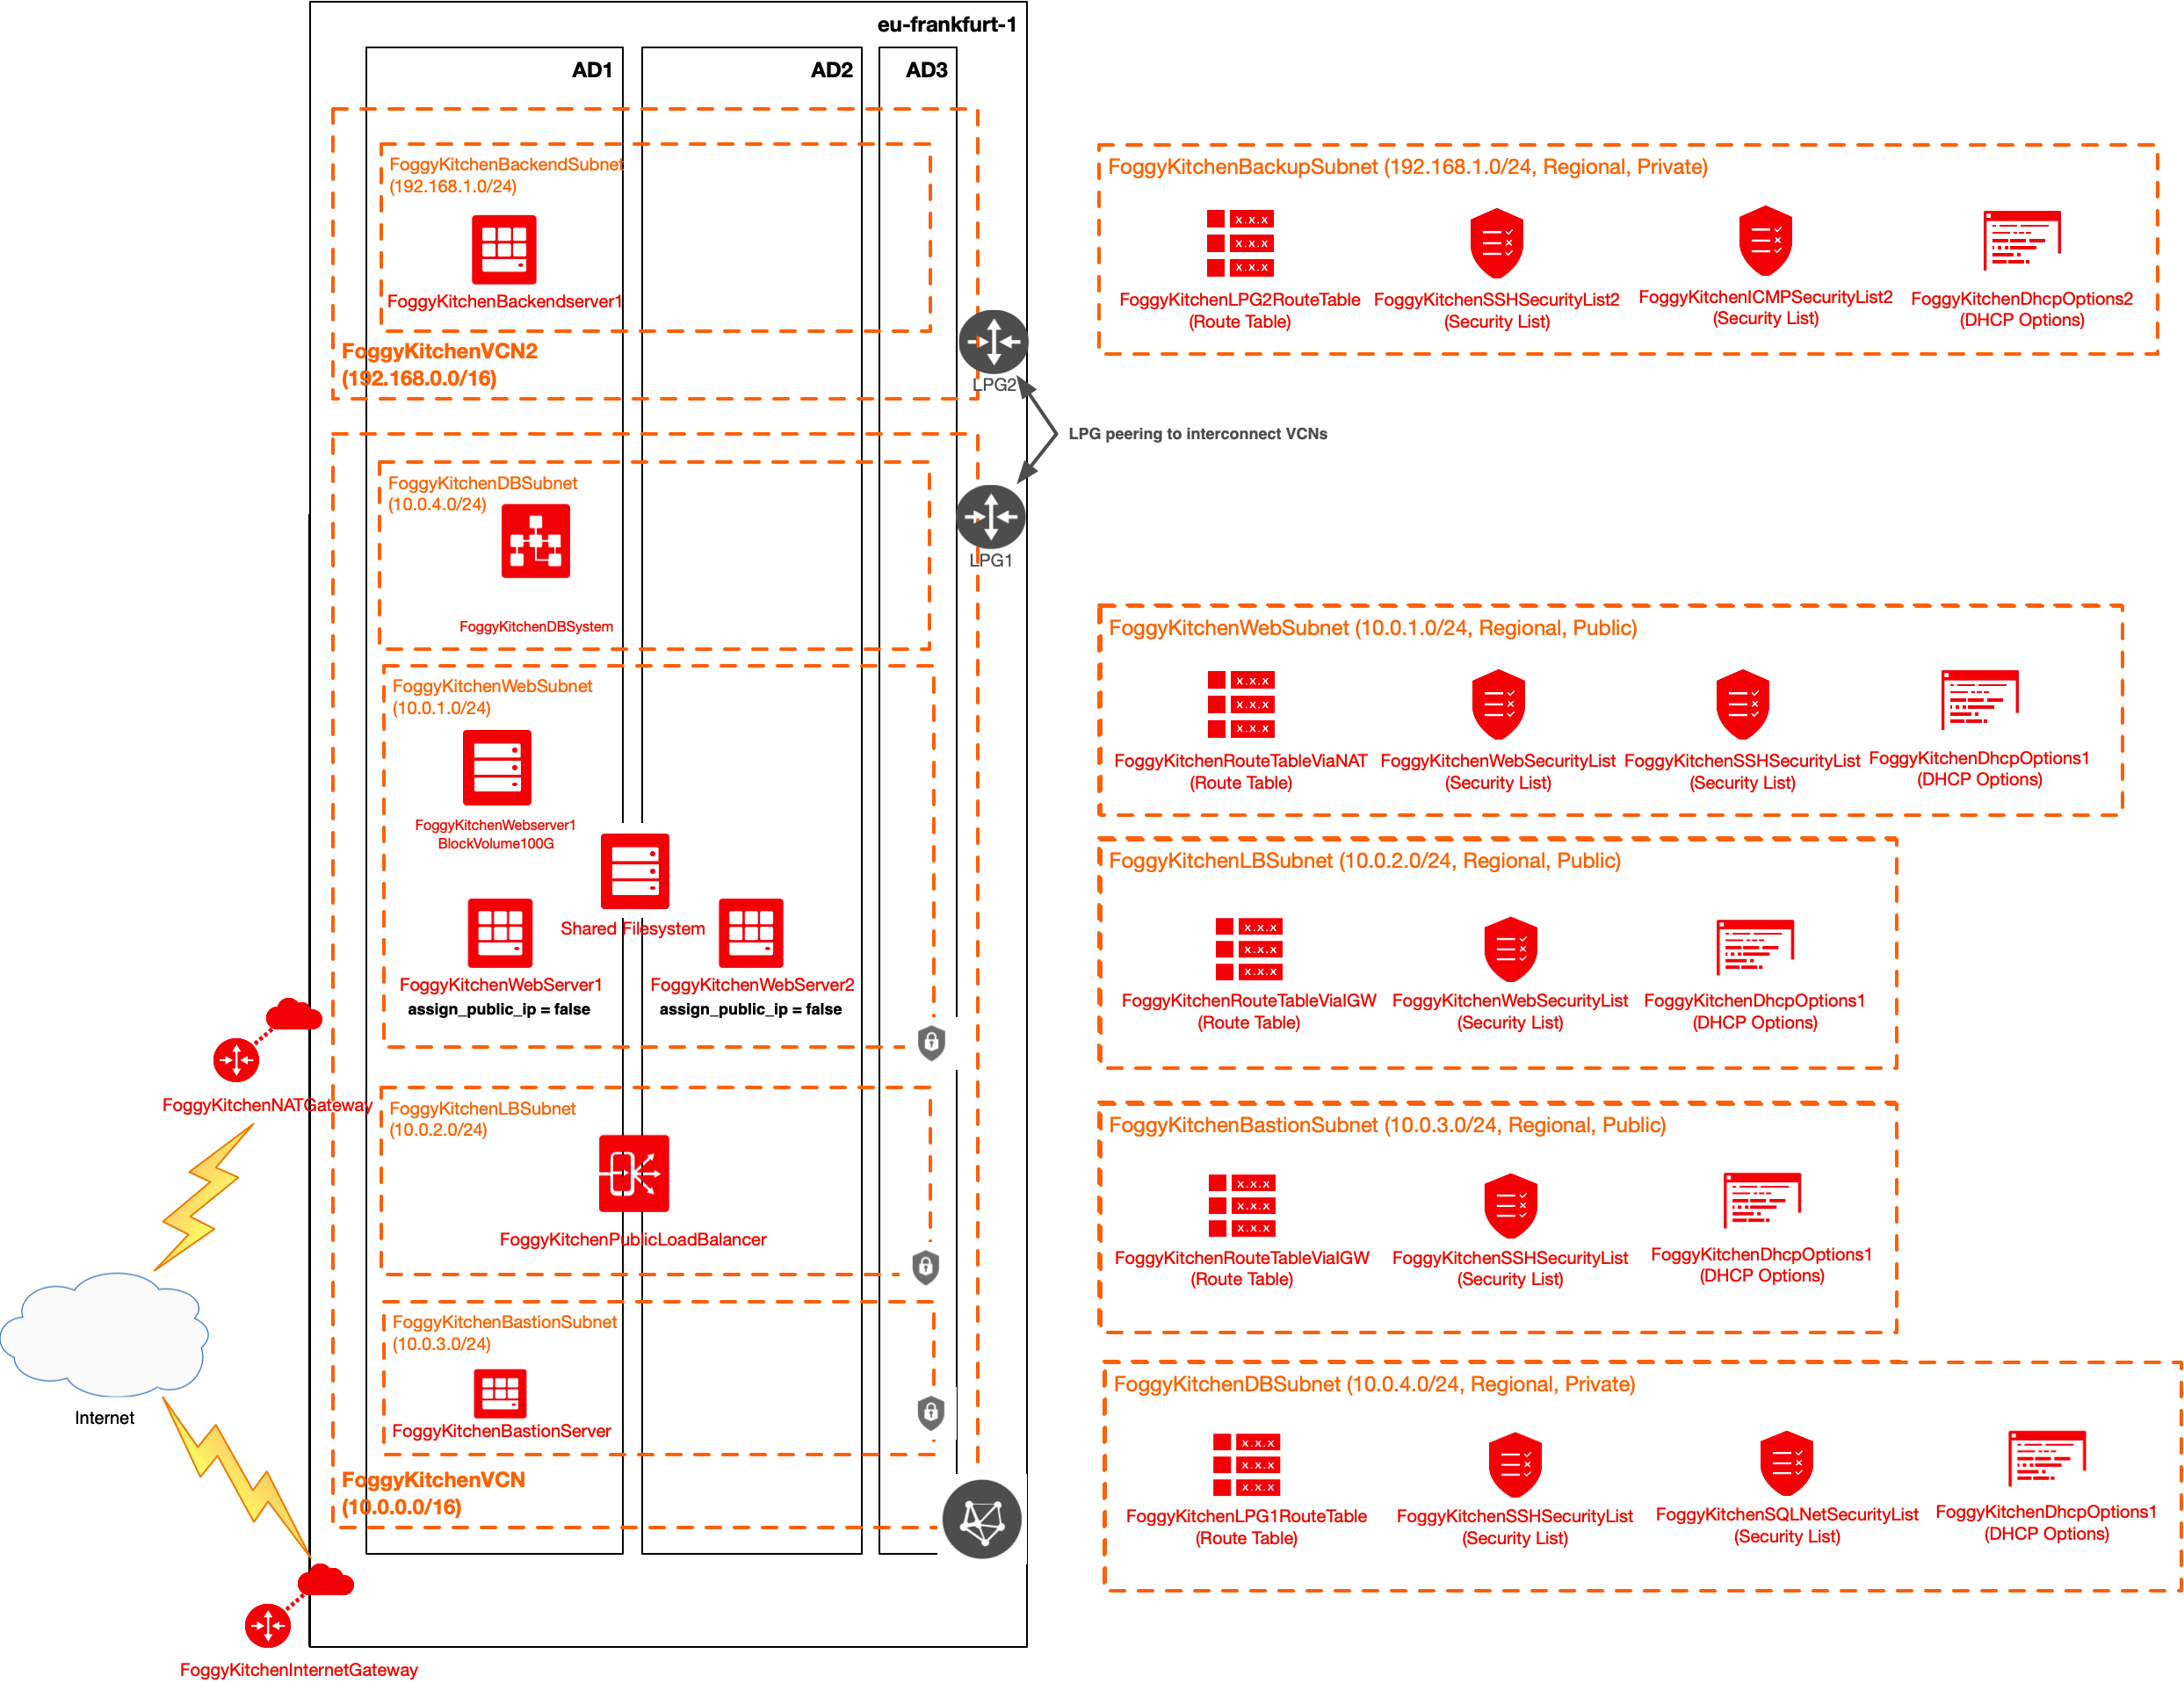 eu-frankfurt-1
AD1
AD2
AD3
FoggyKitchenBackendSubnet
(192.168.1.0/24)
FoggyKitchenBackendserver1
FoggyKitchenVCN2
(192.168.0.0/16)
LPG2
LPG peering to interconnect VCNs
LPG1
FoggyKitchenDBSubnet
(10.0.4.0/24)
FoggyKitchenDBSystem
FoggyKitchenWebSubnet
(10.0.1.0/24)
FoggyKitchenWebserver1
BlockVolume100G
Shared Filesystem
FoggyKitchenWebServer1
assign_public_ip = false
FoggyKitchenWebServer2
assign_public_ip = false
FoggyKitchenNATGateway
FoggyKitchenLBSubnet
(10.0.2.0/24)
FoggyKitchenPublicLoadBalancer
FoggyKitchenBastionSubnet
(10.0.3.0/24)
FoggyKitchenBastionServer
Internet
FoggyKitchenVCN
(10.0.0.0/16)
FoggyKitchenInternetGateway
FoggyKitchenBackupSubnet (192.168.1.0/24, Regional, Private)
x.x.x
x.x.x
x.x.x
FoggyKitchenLPG2RouteTable
(Route Table)
FoggyKitchenSSHSecurityList2
(Security List)
FoggyKitchenICMPSecurityList2
(Security List)
FoggyKitchenDhcpOptions2
(DHCP Options)
FoggyKitchenWebSubnet (10.0.1.0/24, Regional, Public)
x.x.x
x.x.x
x.x.x
FoggyKitchenRouteTableViaNAT
(Route Table)
FoggyKitchenWebSecurityList
(Security List)
FoggyKitchenSSHSecurityList
(Security List)
FoggyKitchenDhcpOptions1
(DHCP Options)
FoggyKitchenLBSubnet (10.0.2.0/24, Regional, Public)
x.x.x
x.x.x
x.x.x
FoggyKitchenRouteTableViaIGW
(Route Table)
FoggyKitchenWebSecurityList
(Security List)
FoggyKitchenDhcpOptions1
(DHCP Options)
FoggyKitchenBastionSubnet (10.0.3.0/24, Regional, Public)
x.x.x
x.x.x
x.x.x
FoggyKitchenRouteTableViaIGW
(Route Table)
FoggyKitchenSSHSecurityList
(Security List)
FoggyKitchenDhcpOptions1
(DHCP Options)
FoggyKitchenDBSubnet (10.0.4.0/24, Regional, Private)
x.x.x
x.x.x
x.x.x
FoggyKitchenLPG1RouteTable
(Route Table)
FoggyKitchenSSHSecurityList
(Security List)
FoggyKitchenSQLNetSecurityList
(Security List)
FoggyKitchenDhcpOptions1
(DHCP Options)